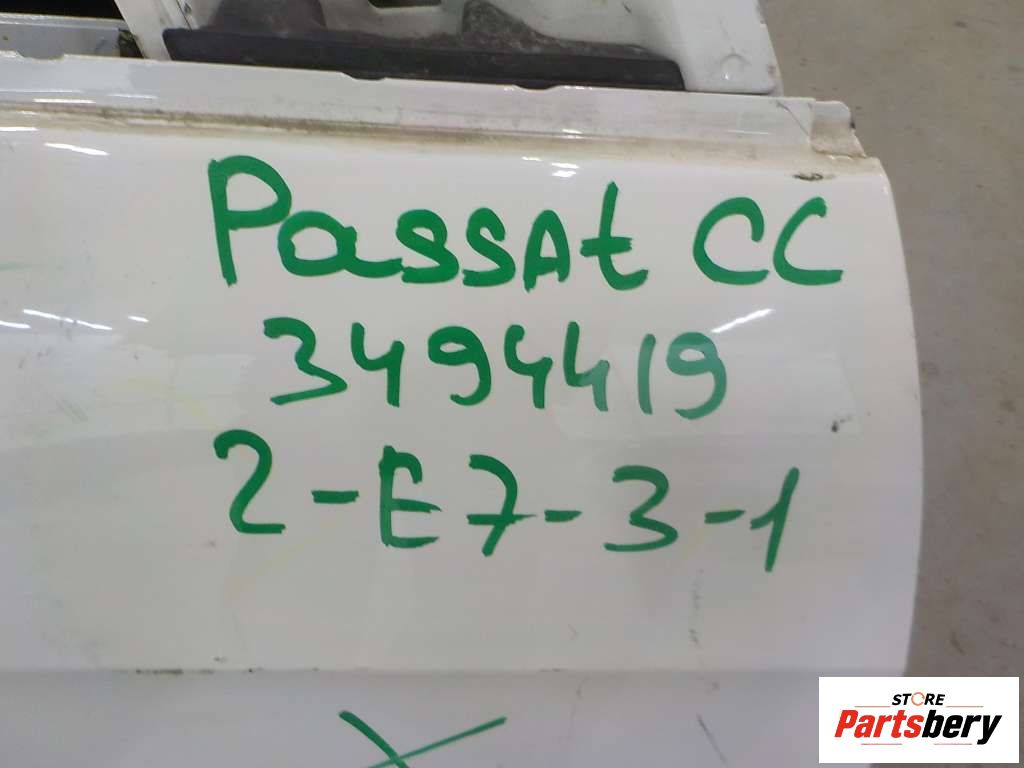 PassAt CC
3494419
2-E7-3-1
STORE
Partsbery